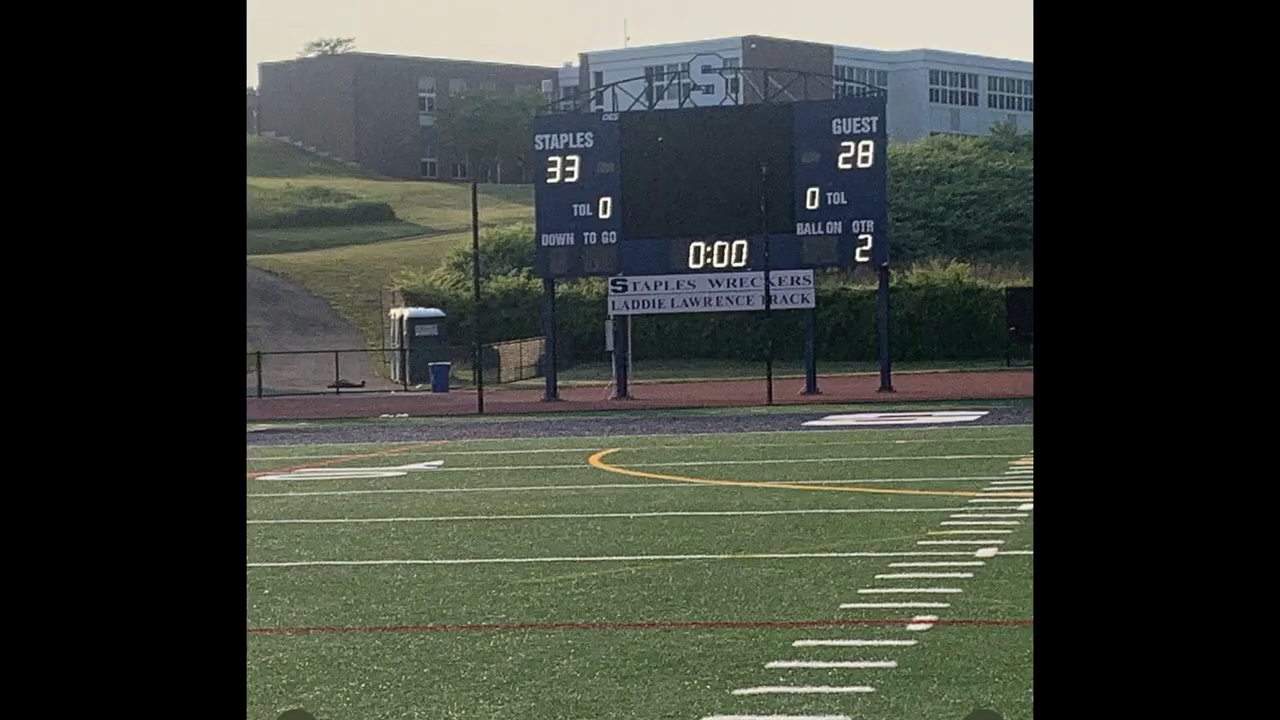 S
STAPLES
33
GUEST
28
TOL 0
0 TOL
DOWN TO GO
BALL ON QTR
0:00
2
STAPLES WRECKERS
LADDIE LAWRENCE TRACK
S